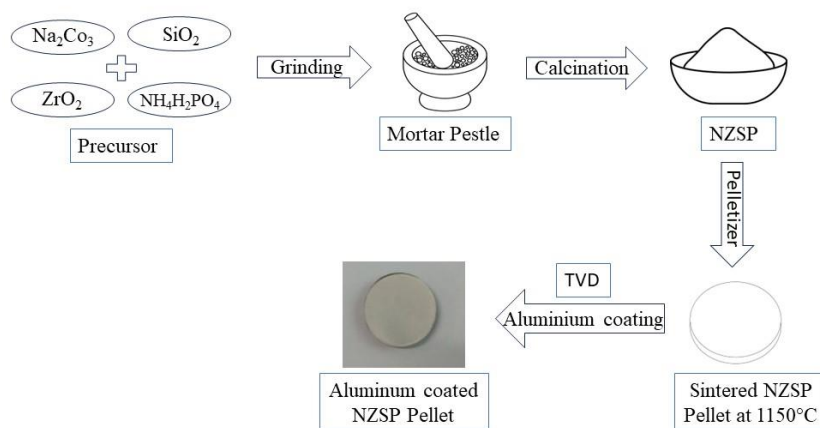 Na₂Co₃
SiO₂
ZrO₂
NH₄H₂PO₄
Precursor
Grinding
Mortar Pestle
Calcination
NZSP
Pelletizer
Sintered NZSP
Pellet at 1150°C
TVD
Aluminium coating
Aluminum coated
NZSP Pellet